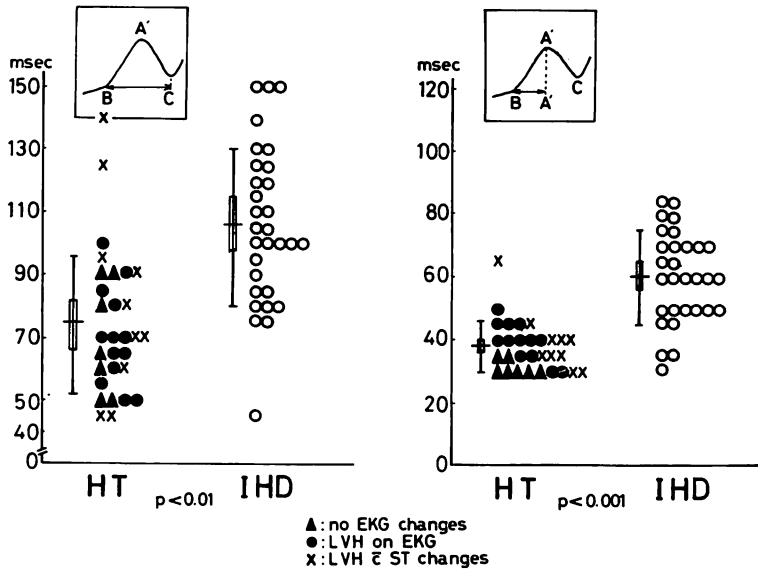 msec
150
130
110
90
70
50
40
0
A'
B
C
HT
p<0.01
IHD
msec
120
100
80
60
40
20
0
A'
B
A'
C
HT
p<0.001
IHD
▲: no EKG changes
●: LVH on EKG
x: LVH c̄ ST changes